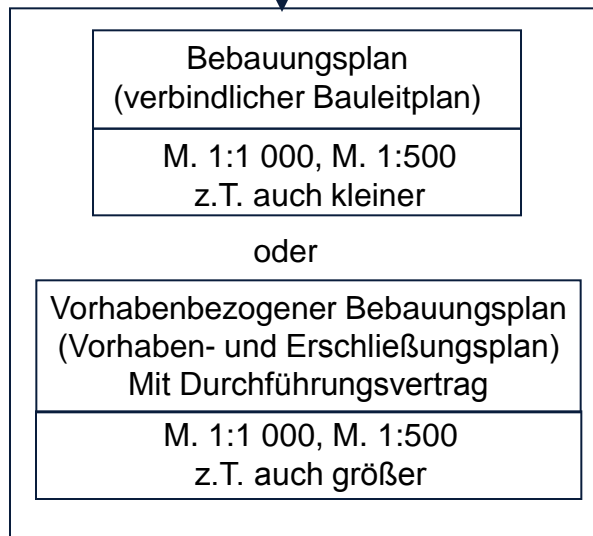 Bebauungsplan
(verbindlicher Bauleitplan)
M. 1:1 000, M. 1:500
z.T. auch kleiner
oder
Vorhabenbezogener Bebauungsplan
(Vorhaben- und Erschließungsplan)
Mit Durchführungsvertrag
M. 1:1 000, M. 1:500
z.T. auch größer